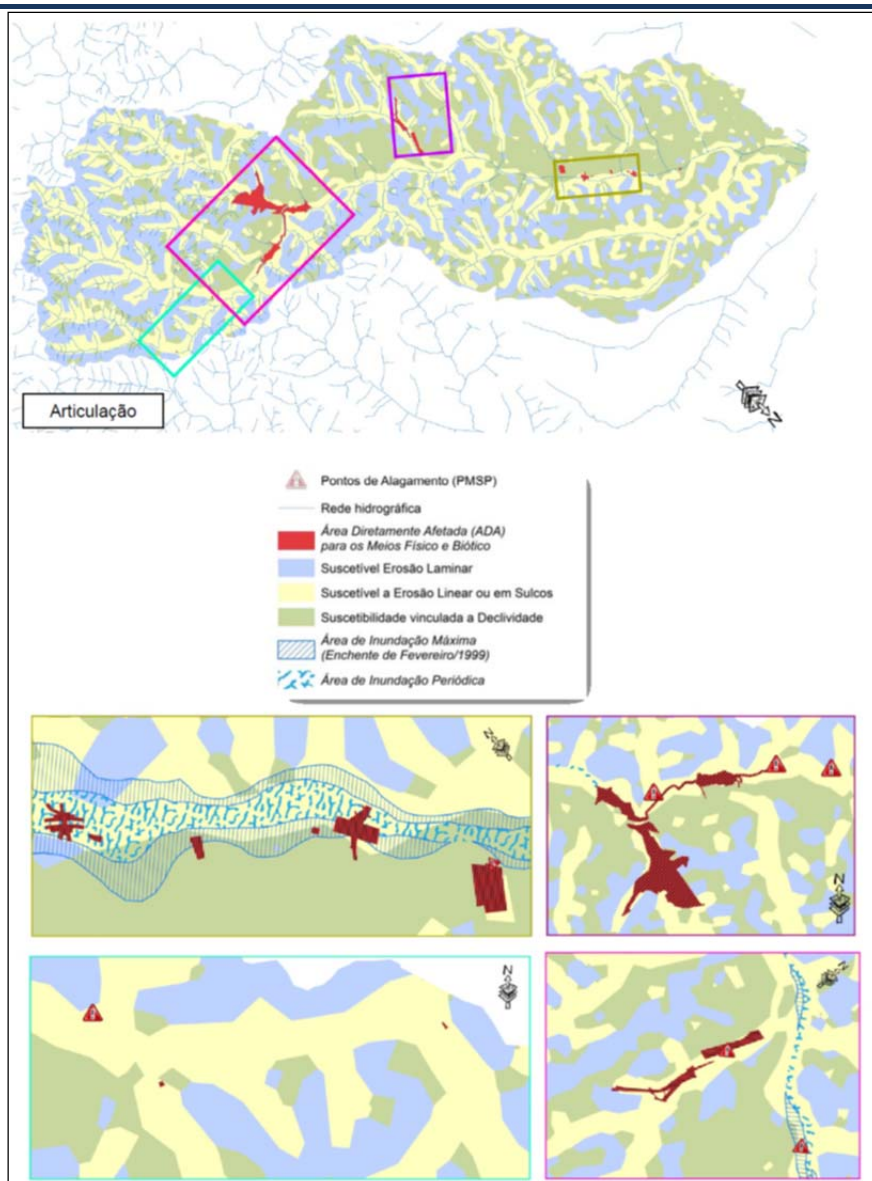 N
Articulação
Pontos de Alagamento (PMSP)
Rede hidrográfica
Área Diretamente Afetada (ADA)
para os Meios Físico e Biótico
Suscetível Erosão Laminar
Suscetível a Erosão Linear ou em Sulcos
Suscetibilidade vinculada a Declividade
Área de Inundação Máxima
(Enchente de Fevereiro/1999)
Área de Inundação Periódica
N
N
N
N